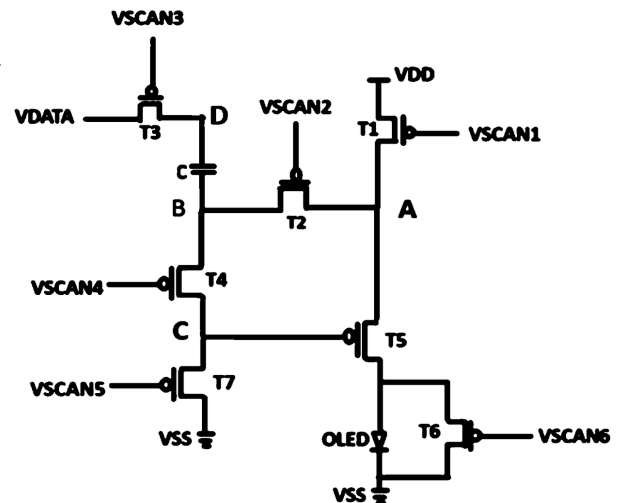 VSCAN3
VDD
VDATA
D
VSCAN2
T3
T1
VSCAN1
C
B
A
T2
T4
VSCAN4
C
T5
VSCAN5
T7
VSS
OLED
T6
VSCAN6
VSS